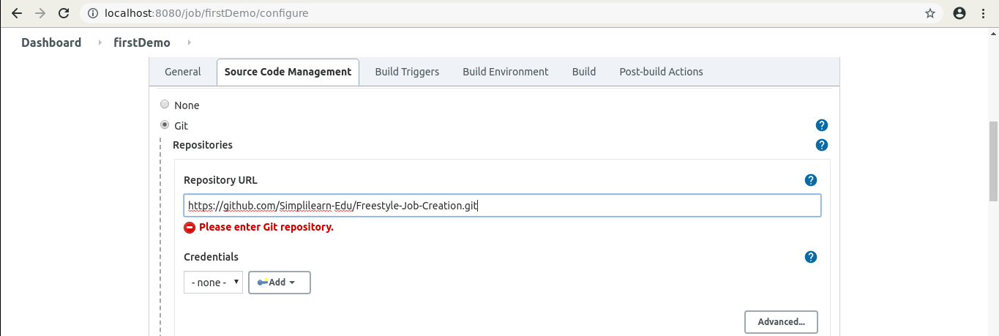 localhost:8080/job/firstDemo/configure
Dashboard firstDemo
General Source Code Management Build Triggers Build Environment Build Post-build Actions
None
Git ?
Repositories ?
Repository URL ?
https://github.com/Simplilearn-Edu/Freestyle-Job-Creation.git
Please enter Git repository.
Credentials ?
- none - Add
Advanced...